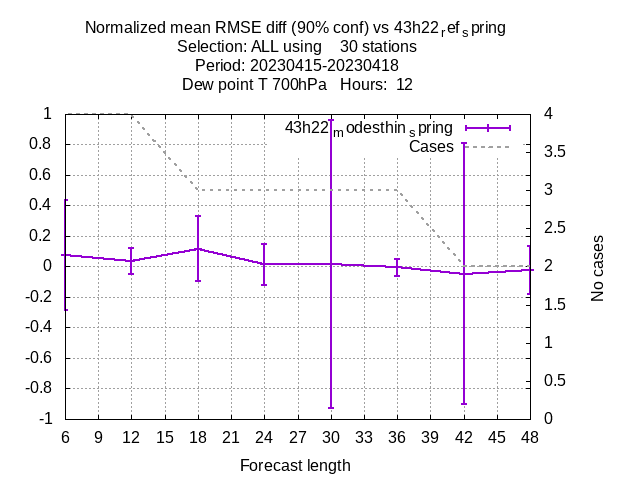 Normalized mean RMSE diff (90% conf) vs 43h22refspring
Selection: ALL using    30 stations
Period: 20230415-20230418
Dew point T 700hPa   Hours:  12
43h22modesthinspring
Cases
1
0.8
0.6
0.4
0.2
0
-0.2
-0.4
-0.6
-0.8
-1
4
3.5
3
2.5
2
1.5
1
0.5
0
No cases
6 9 12 15 18 21 24 27 30 33 36 39 42 45 48
Forecast length